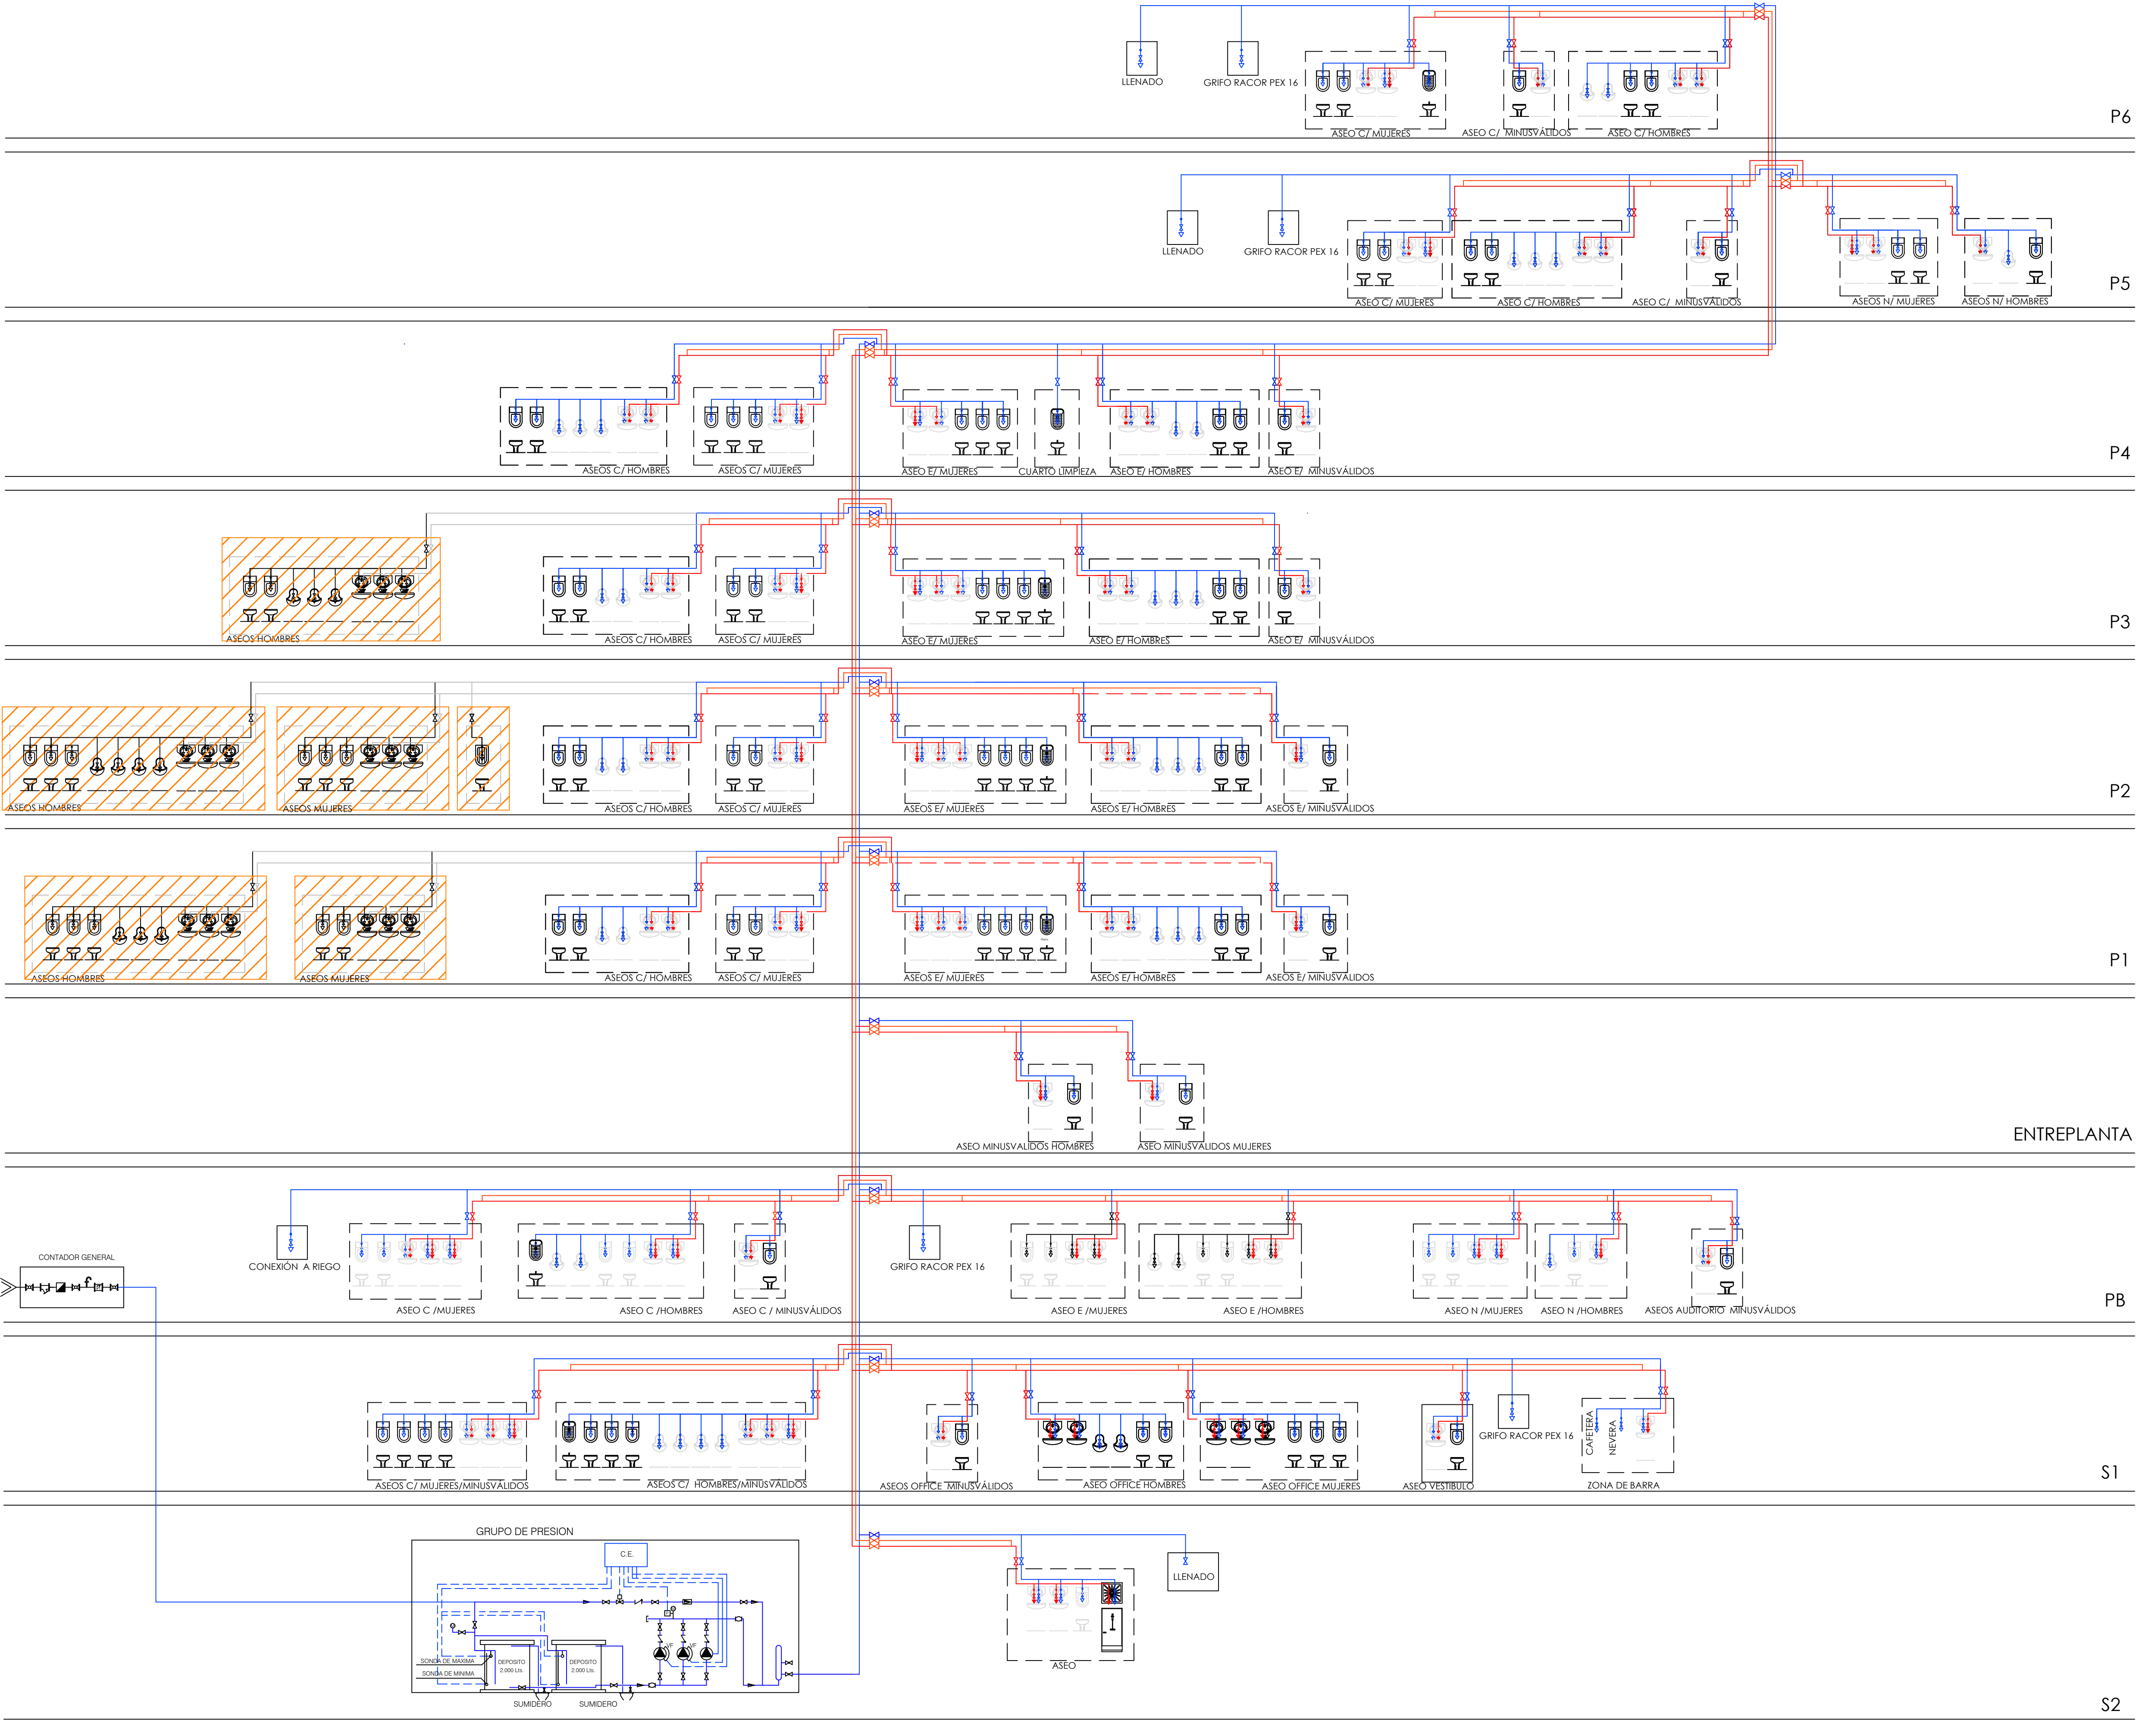 LLENADO
GRIFO RACOR PEX 16
ASEO C/ MUJERES
ASEO C/ MINUSVÁLIDOS
ASEO C/ HOMBRES
P6
LLENADO
GRIFO RACOR PEX 16
ASEO C/ MUJERES
ASEO C/ HOMBRES
ASEO C/ MINUSVÁLIDOS
ASEOS N/ MUJERES
ASEOS N/ HOMBRES
P5
ASEOS C/ HOMBRES
ASEOS C/ MUJERES
ASEO E/ MUJERES
CUARTO LIMPIEZA
ASEO E/ HOMBRES
ASEO E/ MINUSVÁLIDOS
P4
ASEOS HOMBRES
ASEOS C/ HOMBRES
ASEOS C/ MUJERES
ASEO E/ MUJERES
ASEO E/ HOMBRES
ASEO E/ MINUSVÁLIDOS
P3
ASEOS HOMBRES
ASEOS MUJERES
ASEOS C/ HOMBRES
ASEOS C/ MUJERES
ASEOS E/ MUJERES
ASEOS E/ HOMBRES
ASEOS E/ MINUSVÁLIDOS
P2
ASEOS HOMBRES
ASEOS MUJERES
ASEOS C/ HOMBRES
ASEOS C/ MUJERES
ASEOS E/ MUJERES
ASEOS E/ HOMBRES
ASEOS E/ MINUSVÁLIDOS
P1
ASEO MINUSVALIDOS HOMBRES
ASEO MINUSVALIDOS MUJERES
ENTREPLANTA
CONTADOR GENERAL
CONEXIÓN A RIEGO
ASEO C /MUJERES
ASEO C /HOMBRES
ASEO C / MINUSVÁLIDOS
GRIFO RACOR PEX 16
ASEO E /MUJERES
ASEO E /HOMBRES
ASEO N /MUJERES
ASEO N /HOMBRES
ASEOS AUDITORIO MINUSVÁLIDOS
PB
ASEOS C/ MUJERES/MINUSVÁLIDOS
ASEOS C/ HOMBRES/MINUSVÁLIDOS
ASEOS OFFICE MINUSVÁLIDOS
ASEO OFFICE HOMBRES
ASEO OFFICE MUJERES
ASEO VESTIBULO
GRIFO RACOR PEX 16
CAFETERA
NEVERA
ZONA DE BARRA
S1
GRUPO DE PRESION
C.E.
VF
VF
SONDA DE MAXIMA
SONDA DE MINIMA
DEPOSITO
2.000 Lts.
DEPOSITO
2.000 Lts.
SUMIDERO
SUMIDERO
ASEO
LLENADO
S2